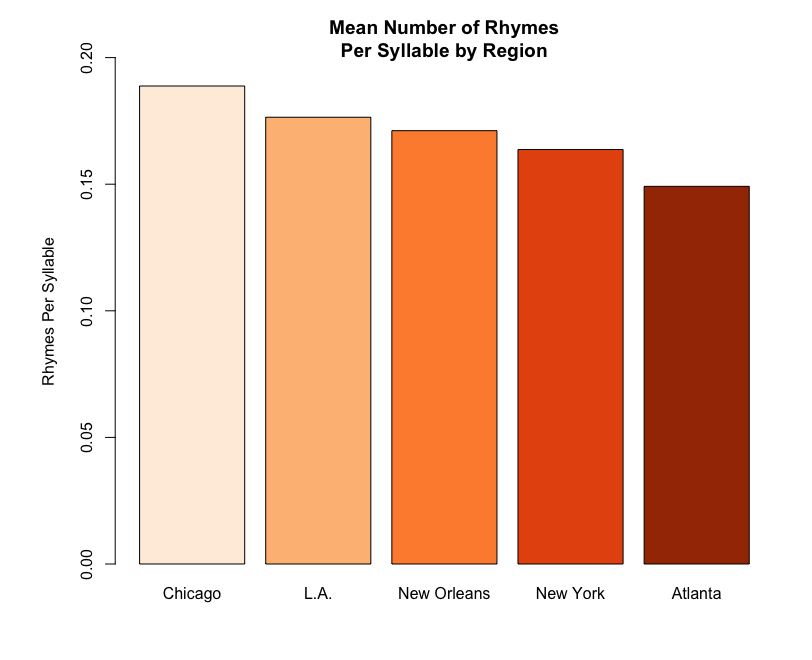 Mean Number of Rhymes
Per Syllable by Region
Rhymes Per Syllable
0.20
0.15
0.10
0.05
0.00
Chicago L.A. New Orleans New York Atlanta